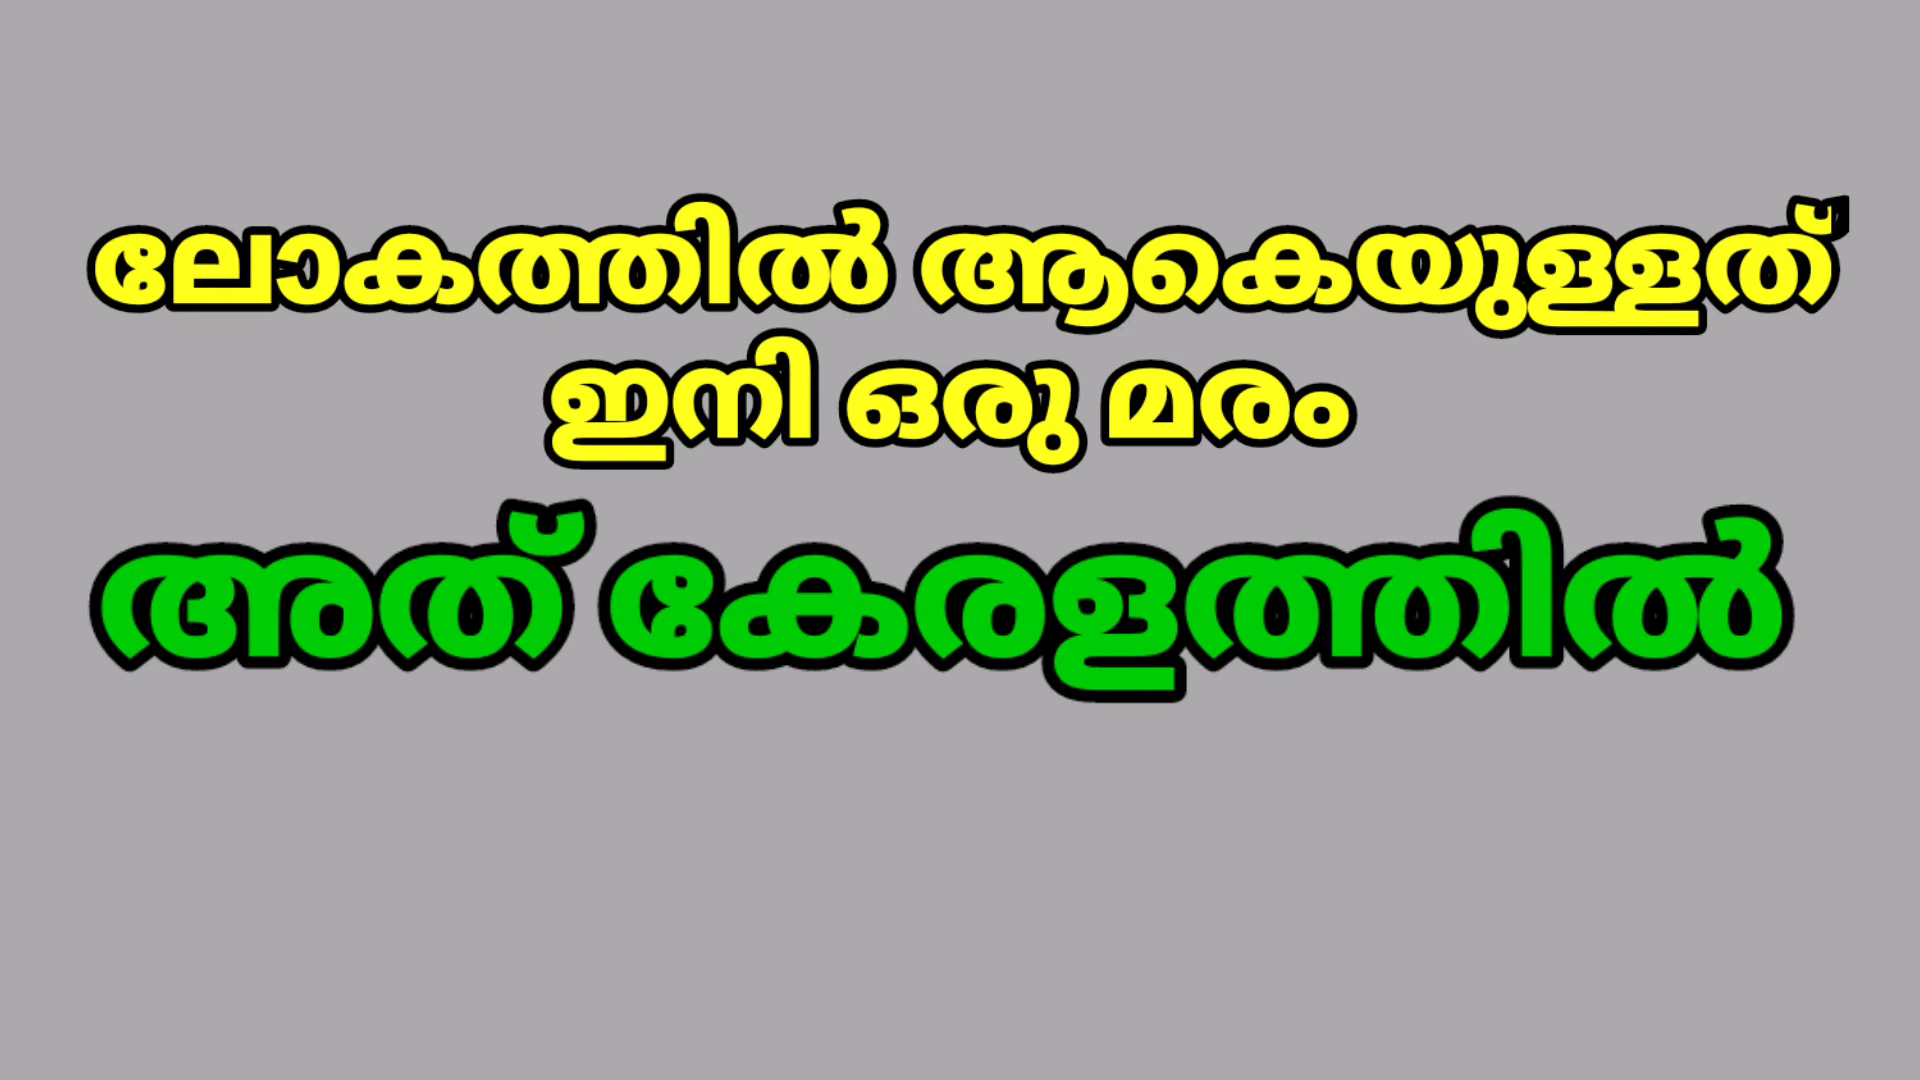 ലോകത്തിൽ ആകെയുള്ളത്
ഇനി ഒരു മരം
അത് കേരളത്തിൽ